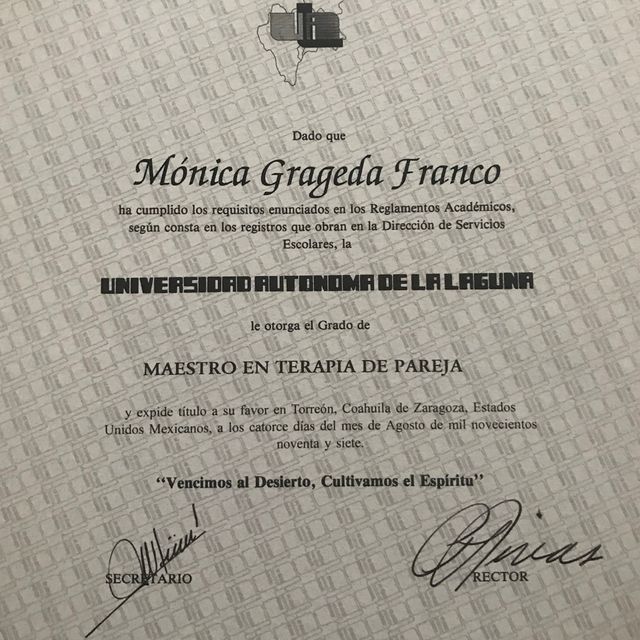 Dado que
Mónica Grageda Franco
ha cumplido los requisitos enunciados en los Reglamentos Académicos,
según consta en los registros que obran en la Dirección de Servicios
Escolares, la
UNIVERSIDAD AUTONOMA DE LA LAGUNA
le otorga el Grado de
MAESTRO EN TERAPIA DE PAREJA
y expide título a su favor en Torreón, Coahuila de Zaragoza, Estados
Unidos Mexicanos, a los catorce días del mes de Agosto de mil novecientos
noventa y siete.
“Vencimos al Desierto, Cultivamos el Espíritu”
SECRETARIO
RECTOR